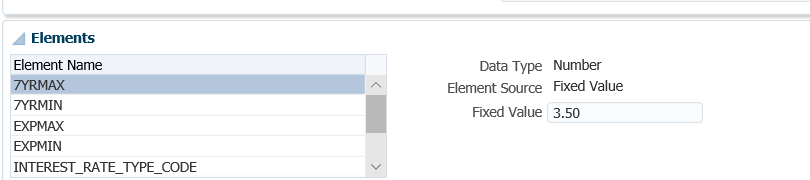 Elements
Element Name
7YRMAX
7YRMIN
EXPMAX
EXPMIN
INTEREST_RATE_TYPE_CODE
Data Type Number
Element Source Fixed Value
Fixed Value 3.50